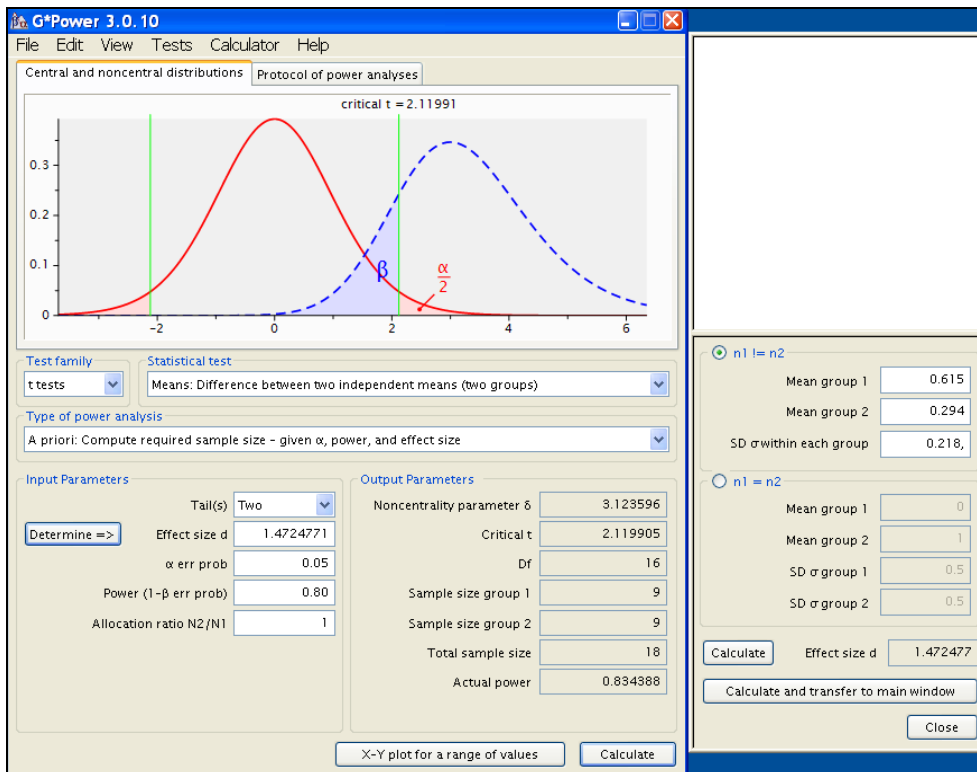 G*Power 3.0.10
File Edit View Tests Calculator Help
Central and noncentral distributions Protocol of power analyses
critical t = 2.11991
0.3
0.2
0.1
0
β
α
2
-2 0 2 4 6
Test family
t tests
Statistical test
Means: Difference between two independent means (two groups)
Type of power analysis
A priori: Compute required sample size - given α, power, and effect size
Input Parameters
Tail(s) Two
Determine => Effect size d 1.4724771
α err prob 0.05
Power (1-β err prob) 0.80
Allocation ratio N2/N1 1
Output Parameters
Noncentrality parameter δ 3.123596
Critical t 2.119905
Df 16
Sample size group 1 9
Sample size group 2 9
Total sample size 18
Actual power 0.834388
X-Y plot for a range of values Calculate
n1 != n2
Mean group 1 0.615
Mean group 2 0.294
SD σ within each group 0.218,
n1 = n2
Mean group 1 0
Mean group 2 1
SD σ group 1 0.5
SD σ group 2 0.5
Calculate Effect size d 1.472477
Calculate and transfer to main window
Close